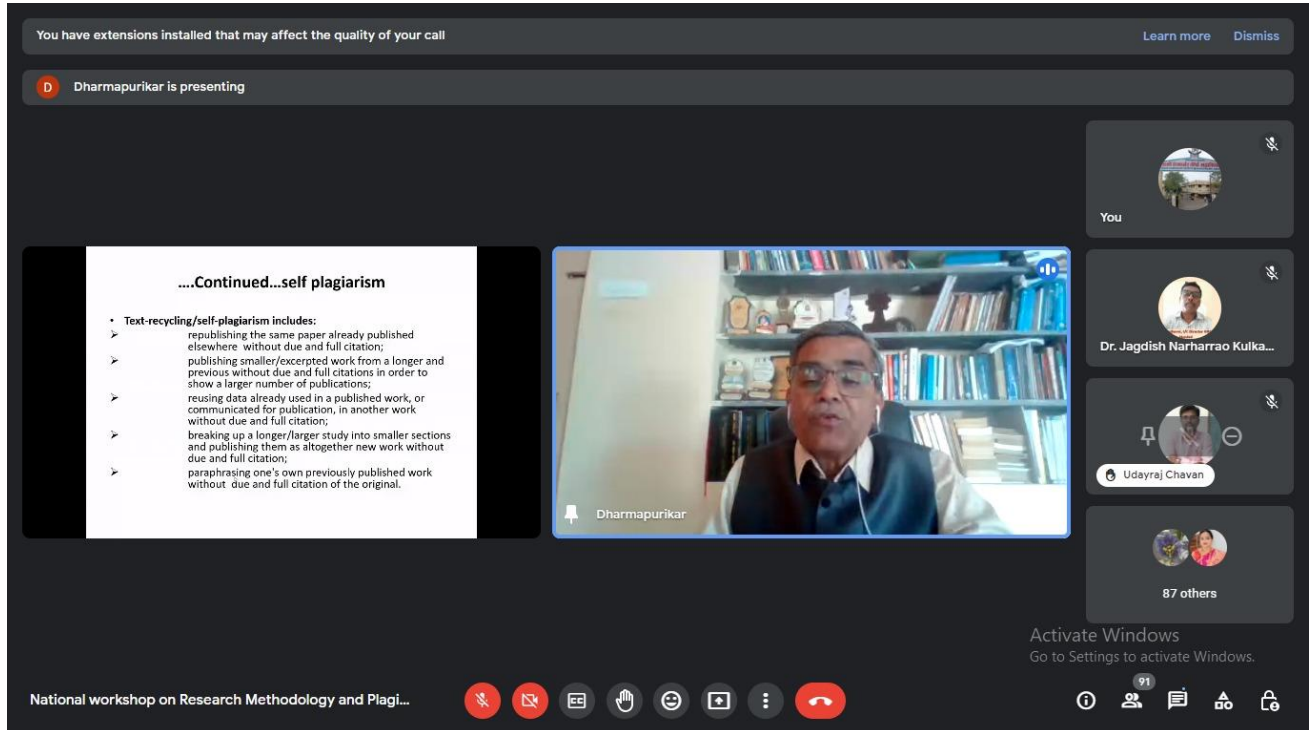 You have extensions installed that may affect the quality of your call
Learn more Dismiss
D Dharmapurikar is presenting
You
....Continued...self plagiarism
• Text-recycling/self-plagiarism includes:
➢ republishing the same paper already published
elsewhere without due and full citation;
➢ publishing smaller/excerpted work from a longer and
previous without due and full citations in order to
show a larger number of publications;
➢ reusing data already used in a published work, or
communicated for publication, in another work
without due and full citation;
➢ breaking up a longer/larger study into smaller sections
and publishing them as altogether new work without
due and full citation;
➢ paraphrasing one's own previously published work
without due and full citation of the original.
Dharmapurikar
Dr. Jagdish Narharrao Kulka...
Udayraj Chavan
87 others
Activate Windows
Go to Settings to activate Windows.
National workshop on Research Methodology and Plagi...
CC
91